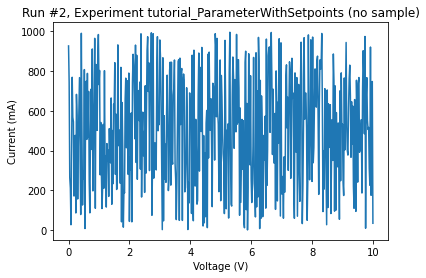 Run #2, Experiment tutorial_ParameterWithSetpoints (no sample)
1000
800
600
400
200
0
Current (mA)
0 2 4 6 8 10
Voltage (V)